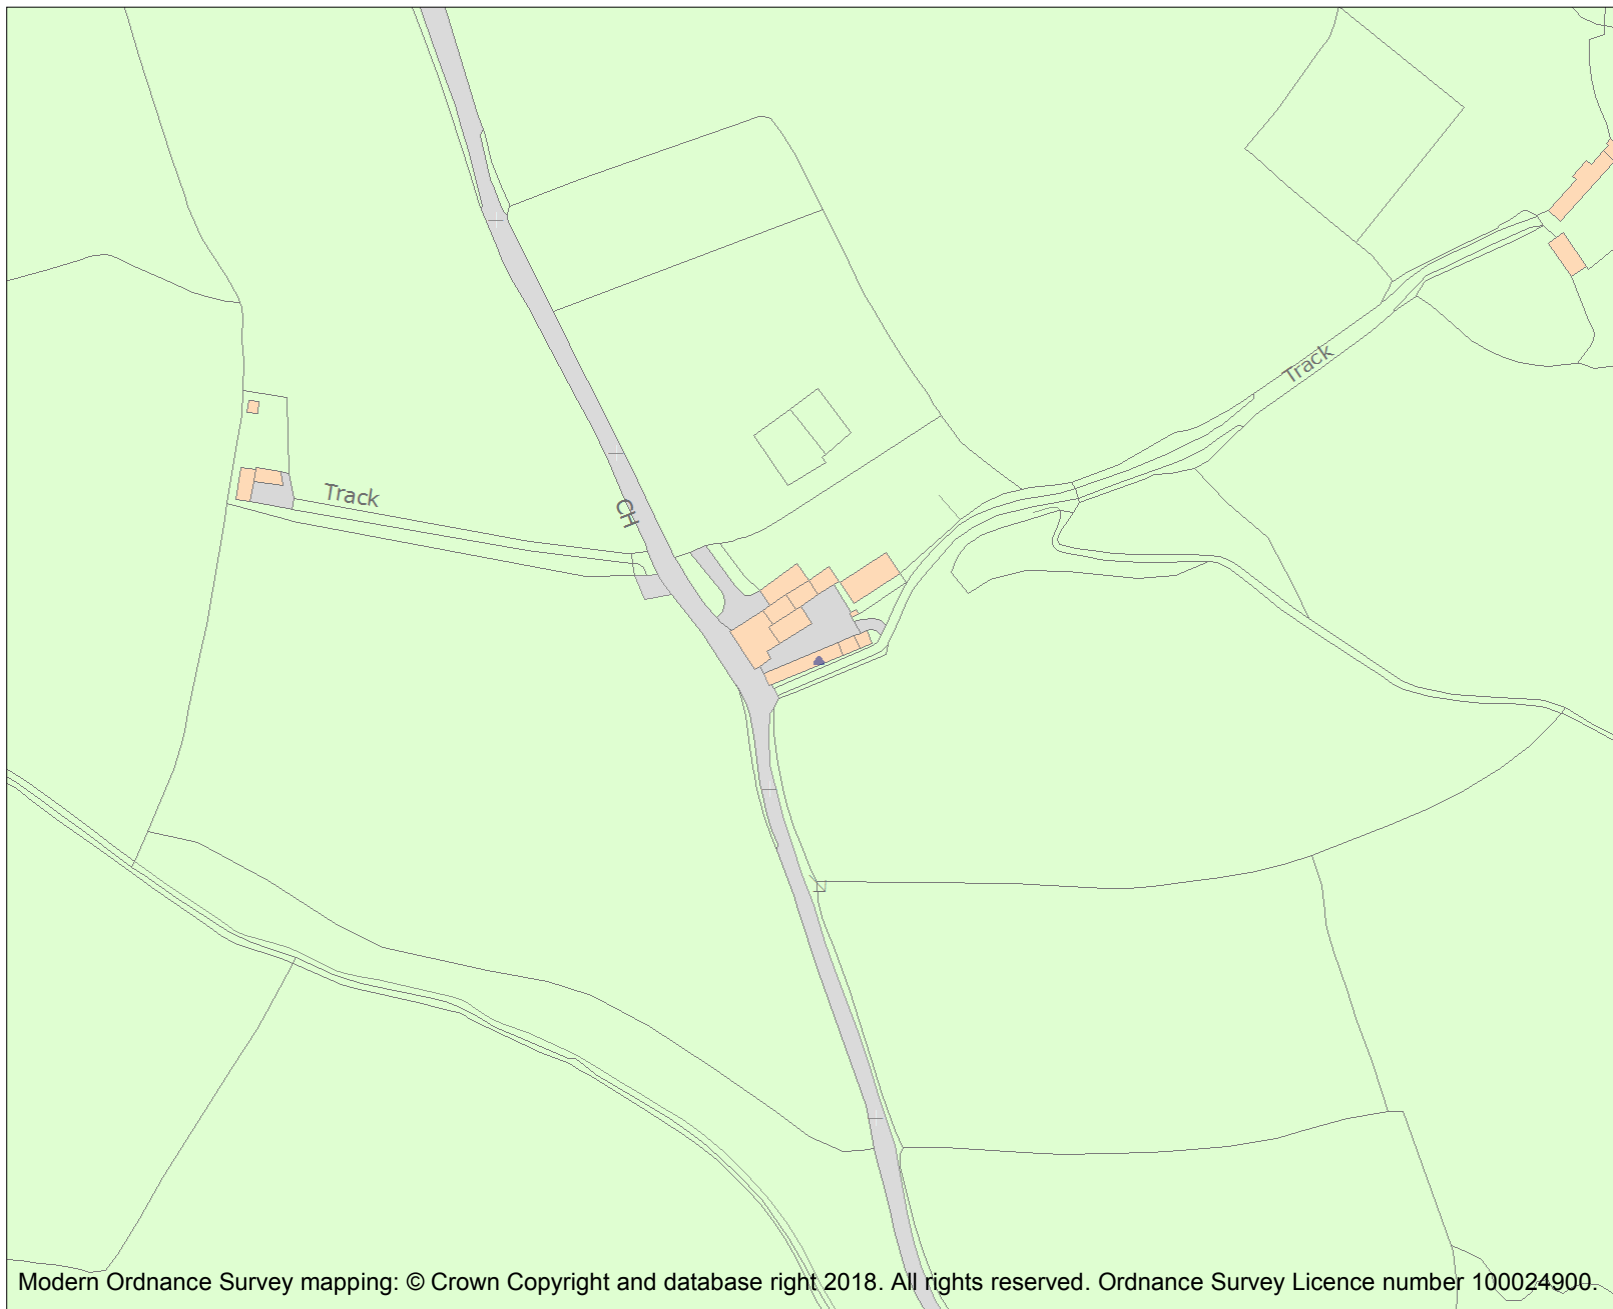 Track
Track
CH
Modern Ordnance Survey mapping: © Crown Copyright and database right 2018. All rights reserved. Ordnance Survey Licence number 100024900.